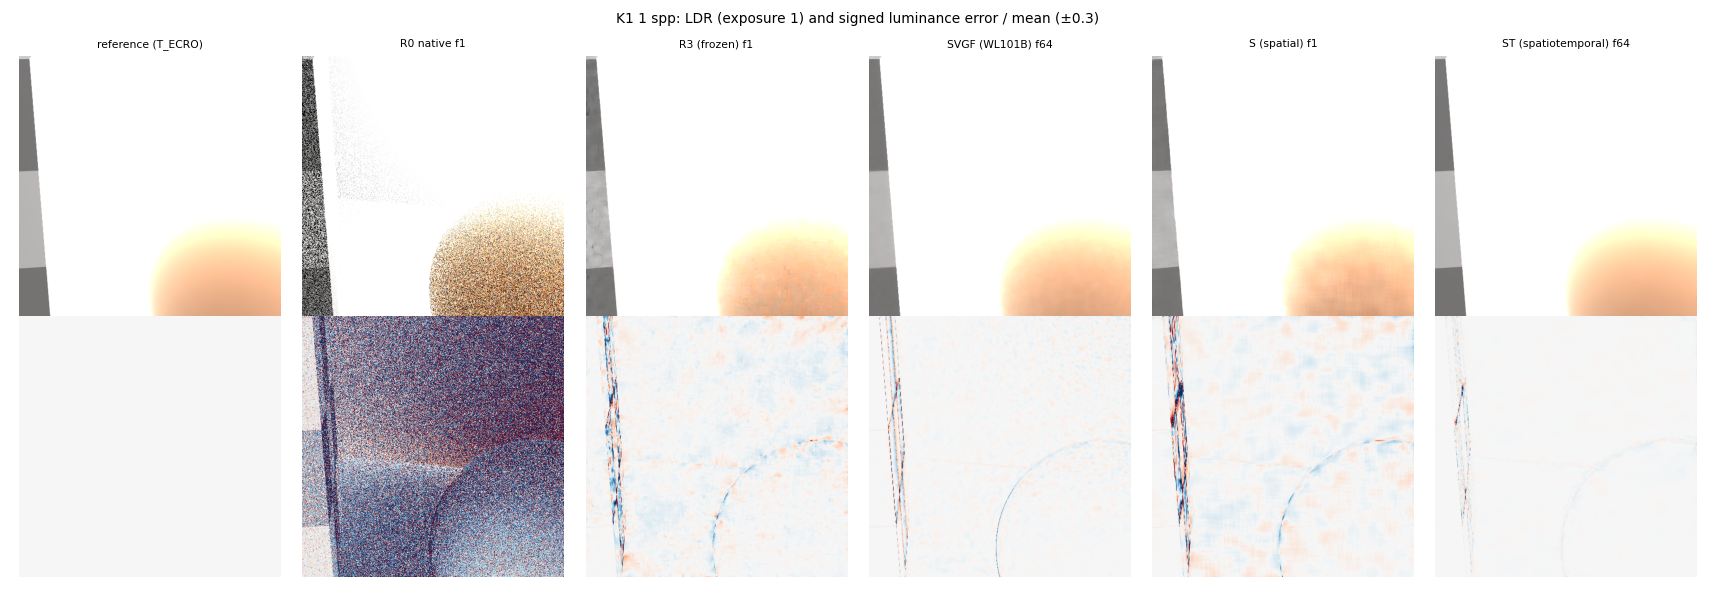 K1 1 spp: LDR (exposure 1) and signed luminance error / mean (±0.3)
reference (T_ECRO)
R0 native f1
R3 (frozen) f1
SVGF (WL101B) f64
S (spatial) f1
ST (spatiotemporal) f64